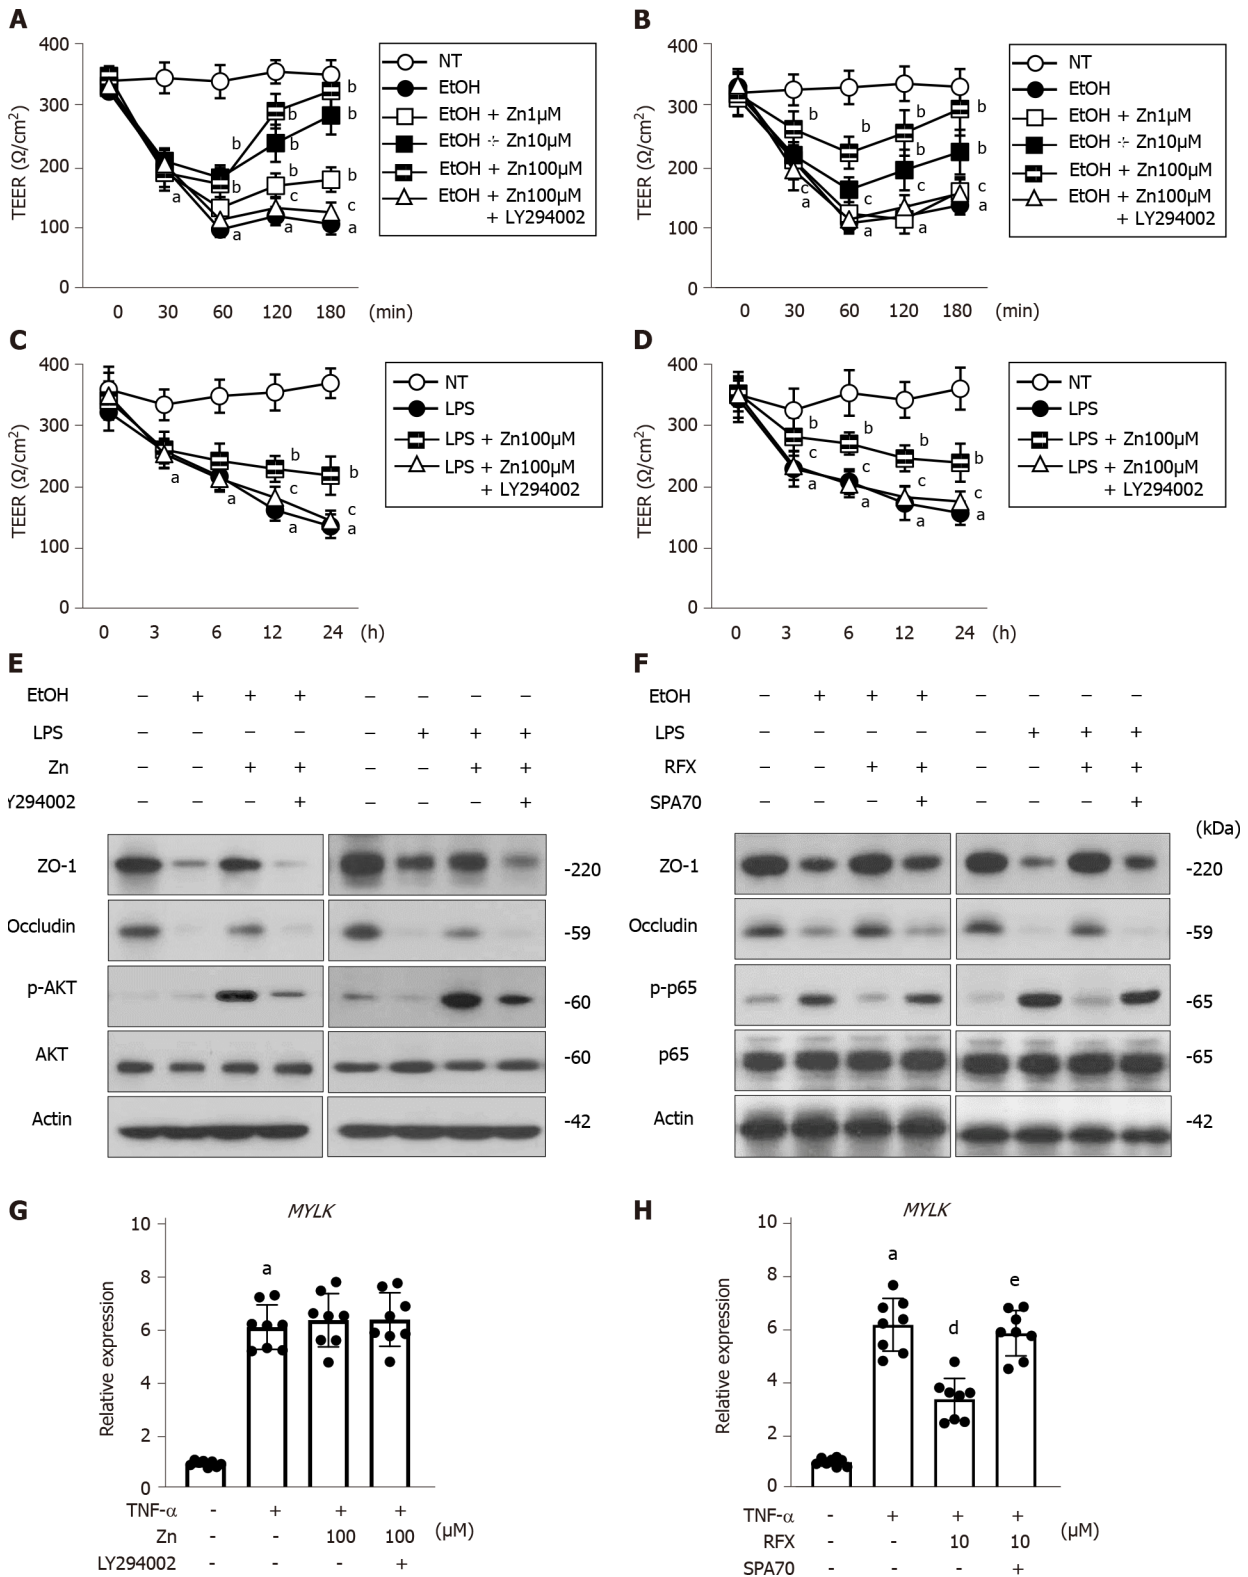 A
TEER (Ω/cm2)
400
300
200
100
0
0 30 60 120 180 (min)
a
b
b
a
b
b
b
c
a
b
b
b
c
a
NT
EtOH
EtOH + Zn1µM
EtOH ÷ Zn10µM
EtOH + Zn100µM
EtOH + Zn100µM
+ LY294002
B
TEER (Ω/cm2)
400
300
200
100
0
0 30 60 120 180 (min)
b
c
a
b
b
c
a
b
b
c
a
b
b
c
a
NT
EtOH
EtOH + Zn1µM
EtOH ÷ Zn10µM
EtOH + Zn100µM
EtOH + Zn100µM
+ LY294002
C
TEER (Ω/cm2)
400
300
200
100
0
0 3 6 12 24 (h)
a
a
b
c
a
b
c
a
NT
LPS
LPS + Zn100µM
LPS + Zn100µM
+ LY294002
D
TEER (Ω/cm2)
400
300
200
100
0
0 3 6 12 24 (h)
b
c
a
b
c
a
b
c
a
b
c
a
NT
LPS
LPS + Zn100µM
LPS + Zn100µM
+ LY294002
E
EtOH – + + + – – – –
LPS – – – – – + + +
Zn – – + + – – + +
Y294002 – – – + – – – +
ZO-1 -220
Occludin -59
p-AKT -60
AKT -60
Actin -42
F
EtOH – + + + – – – –
LPS – – – – – + + +
RFX – – + + – – + +
SPA70 – – – + – – – +
(kDa)
ZO-1 -220
Occludin -59
p-p65 -65
p65 -65
Actin -42
G
MYLK
Relative expression
10
8
6
4
2
0
a
TNF-α - + + +
Zn - - 100 100 (µM)
LY294002 - - - +
H
MYLK
Relative expression
10
8
6
4
2
0
a
d
e
TNF-α - + + +
RFX - - 10 10 (µM)
SPA70 - - - +